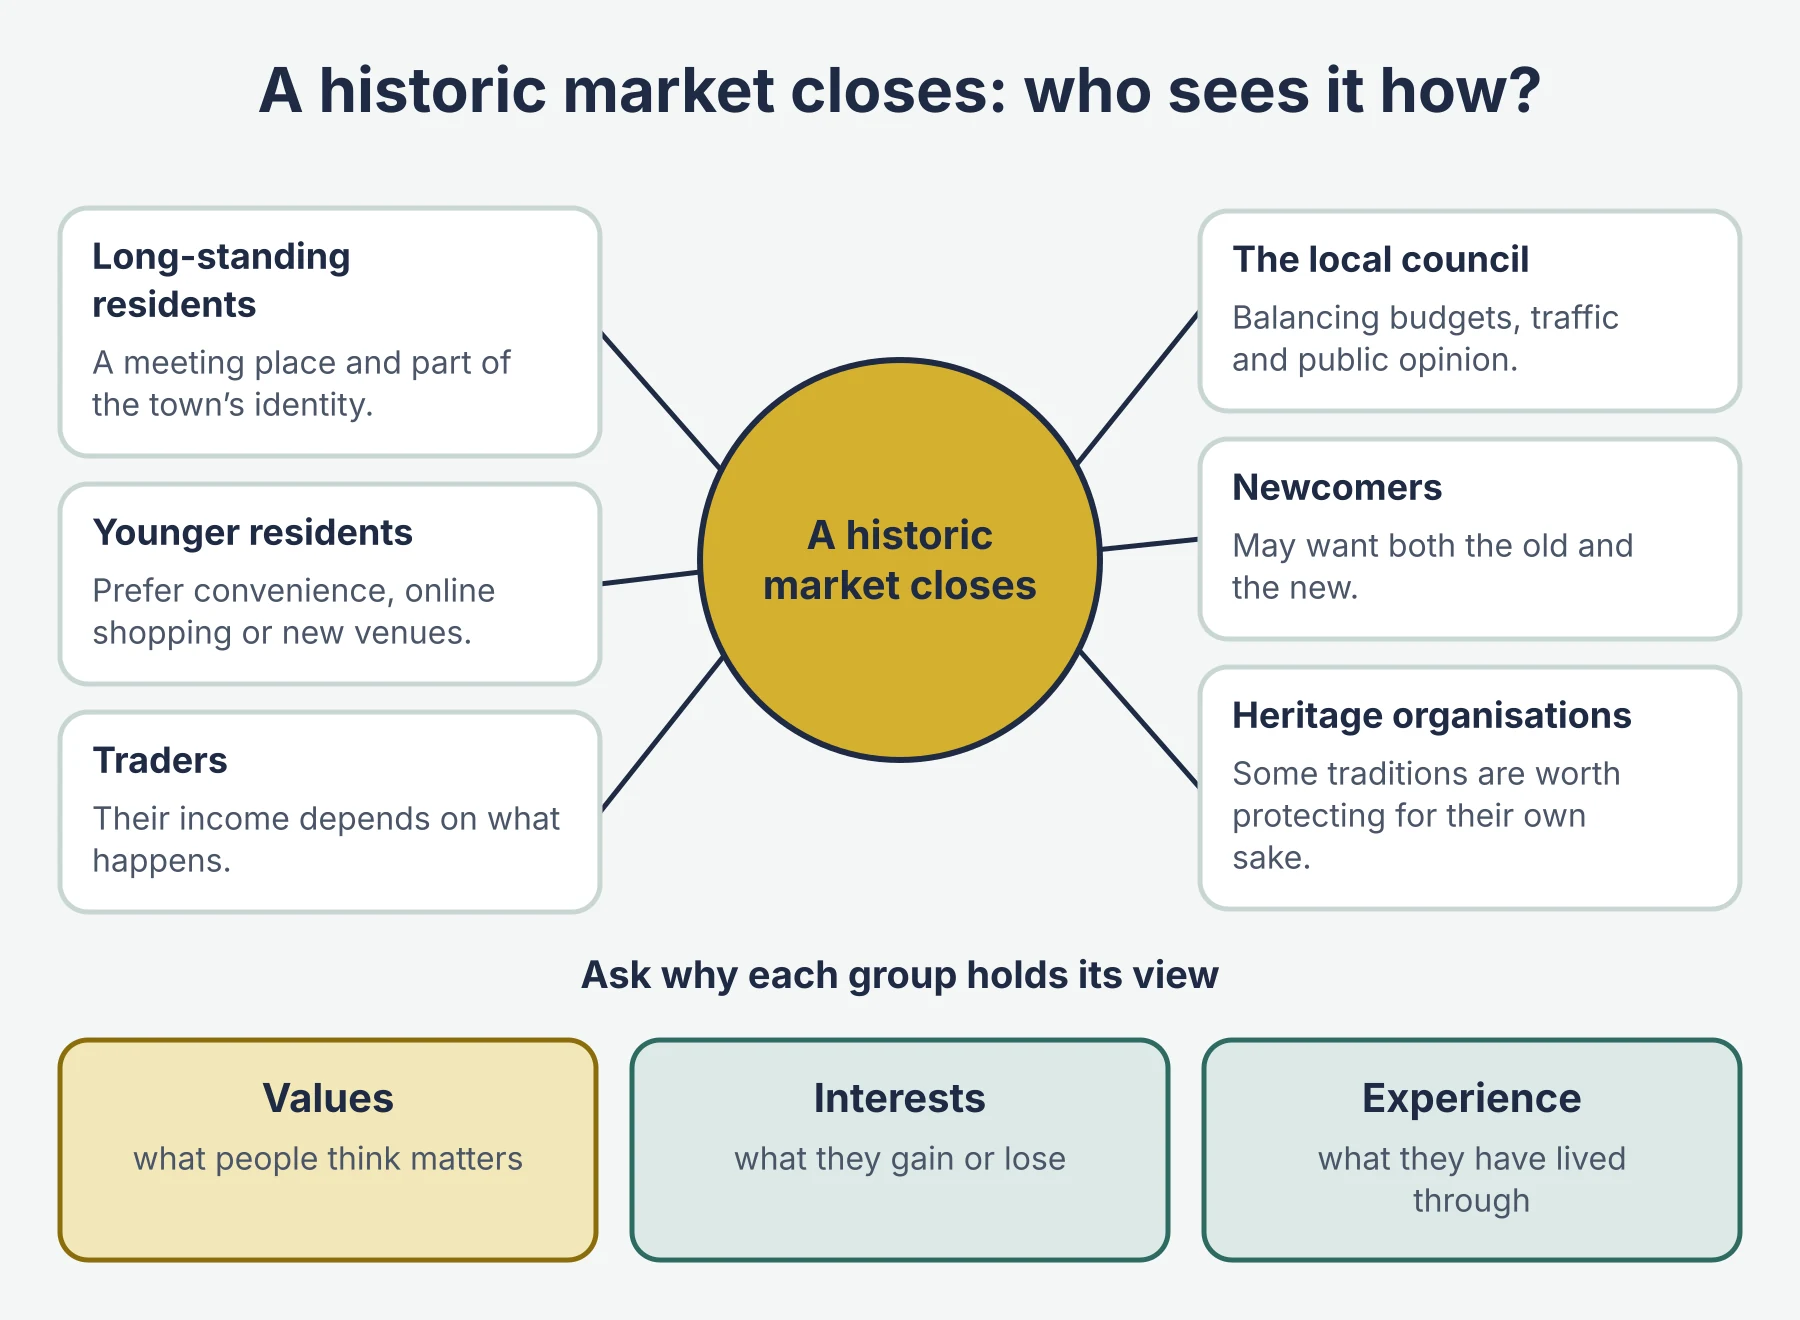 A historic market closes: who sees it how?
Long-standing
residents
A meeting place and part of
the town’s identity.
Younger residents
Prefer convenience, online
shopping or new venues.
Traders
Their income depends on what
happens.
A historic
market closes
The local council
Balancing budgets, traffic
and public opinion.
Newcomers
May want both the old and
the new.
Heritage organisations
Some traditions are worth
protecting for their own
sake.
Ask why each group holds its view
Values
what people think matters
Interests
what they gain or lose
Experience
what they have lived
through